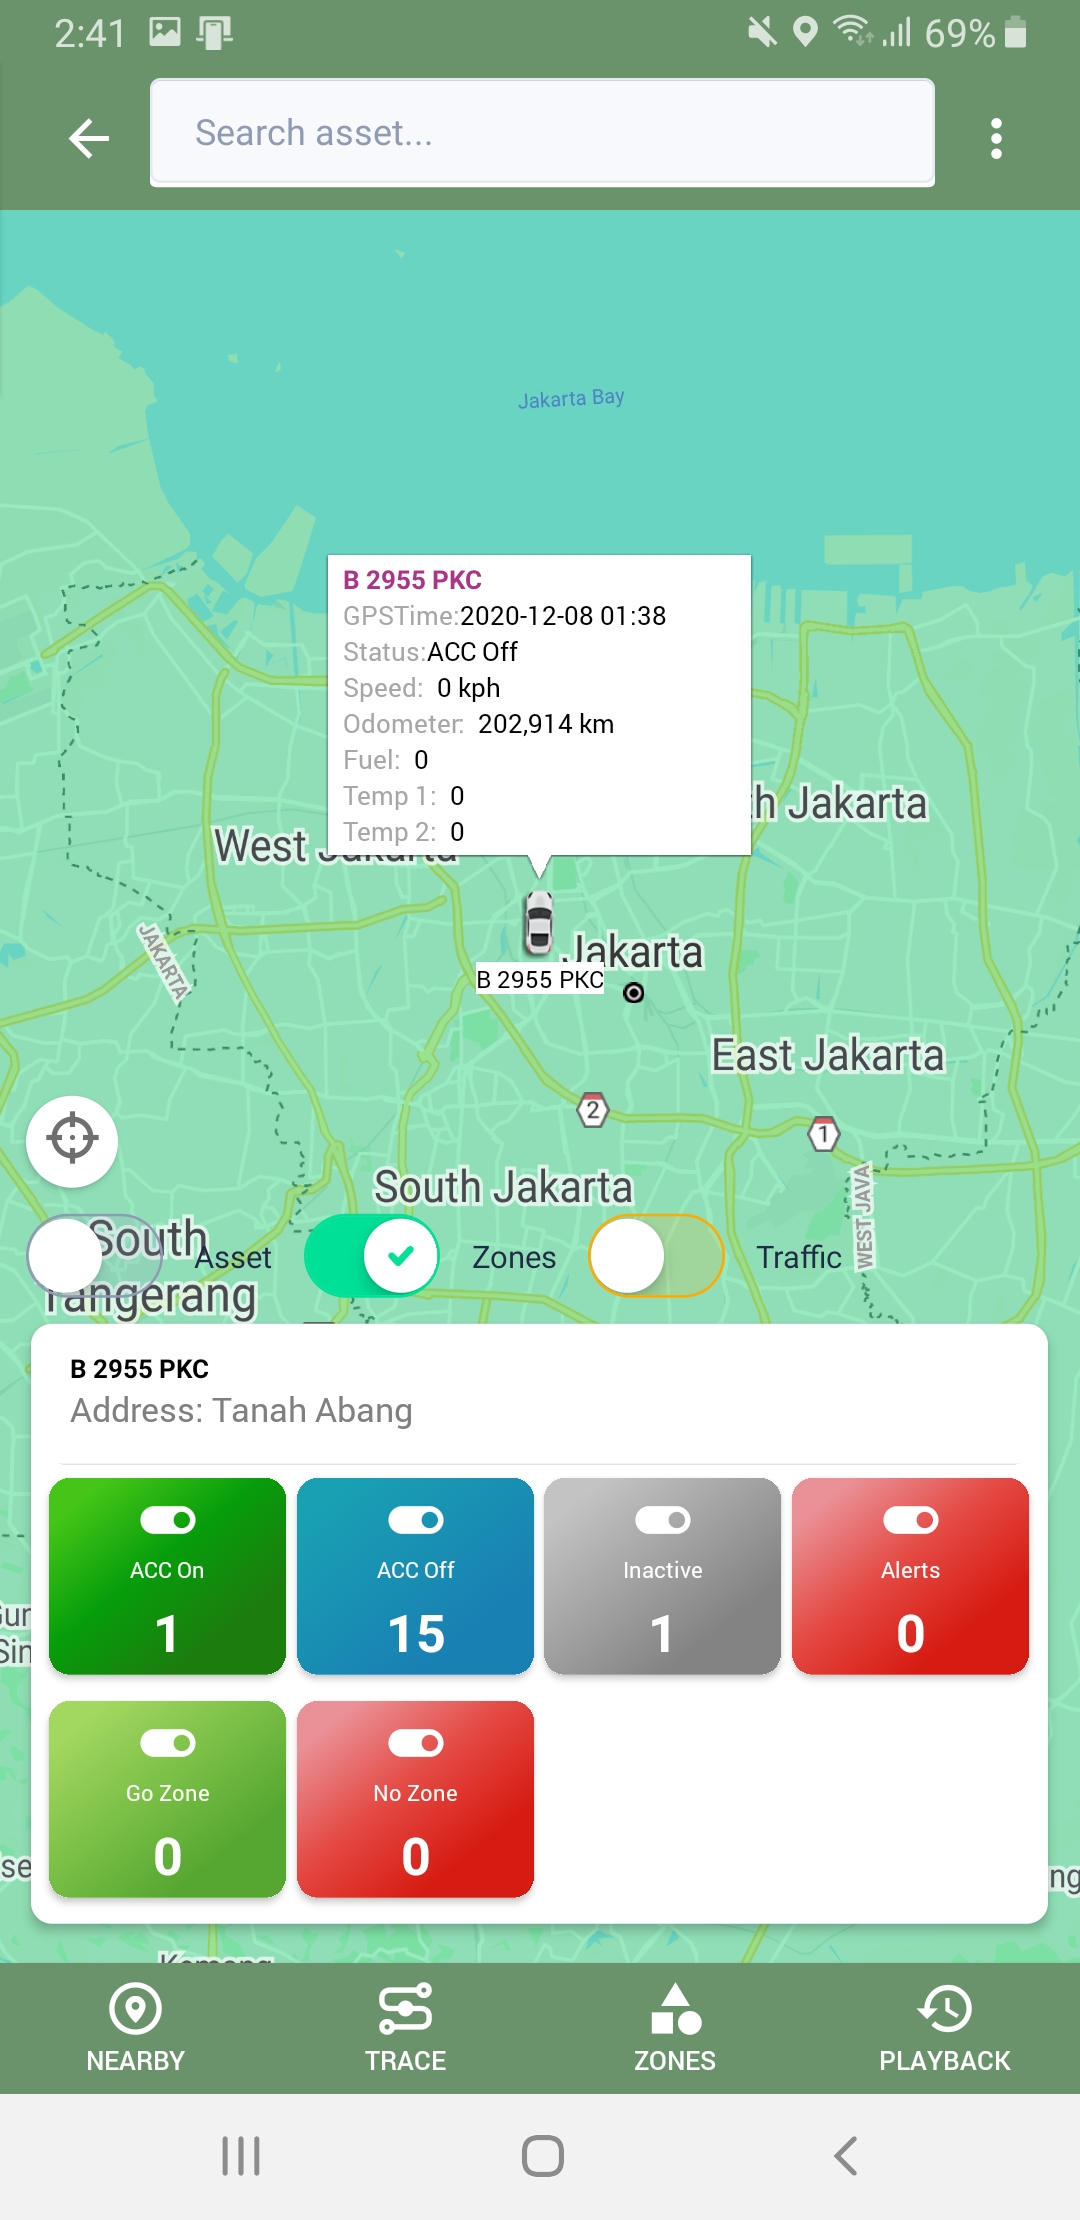 2:41
69%
Search asset...
Jakarta Bay
B 2955 PKC
GPSTime:2020-12-08 01:38
Status:ACC Off
Speed: 0 kph
Odometer: 202,914 km
Fuel: 0
Temp 1: 0
Temp 2: 0
th Jakarta
West Jakarta
JAKARTA
Jakarta
B 2955 PKC
East Jakarta
2
1
South Jakarta
WEST JAVA
South
Tangerang
Asset
Zones
Traffic
B 2955 PKC
Address: Tanah Abang
ACC On
1
ACC Off
15
Inactive
1
Alerts
0
Go Zone
0
No Zone
0
NEARBY
TRACE
ZONES
PLAYBACK